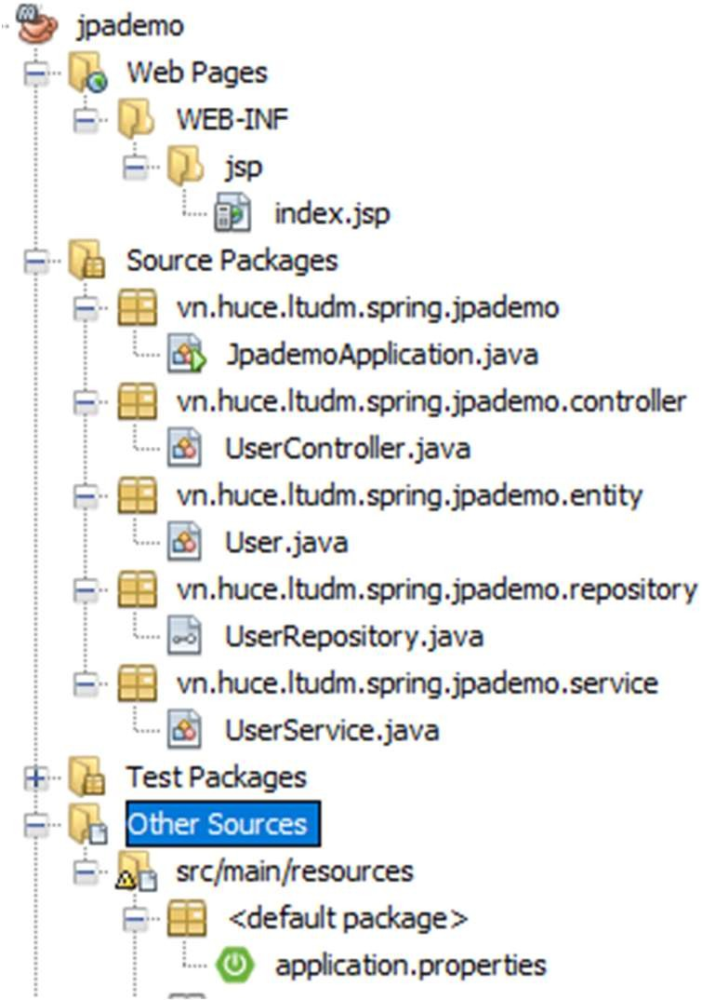 jpademo
Web Pages
WEB-INF
jsp
index.jsp
Source Packages
vn.huce.ltudm.spring.jpademo
JpademoApplication.java
vn.huce.ltudm.spring.jpademo.controller
UserController.java
vn.huce.ltudm.spring.jpademo.entity
User.java
vn.huce.ltudm.spring.jpademo.repository
UserRepository.java
vn.huce.ltudm.spring.jpademo.service
UserService.java
Test Packages
Other Sources
src/main/resources
<default package>
application.properties